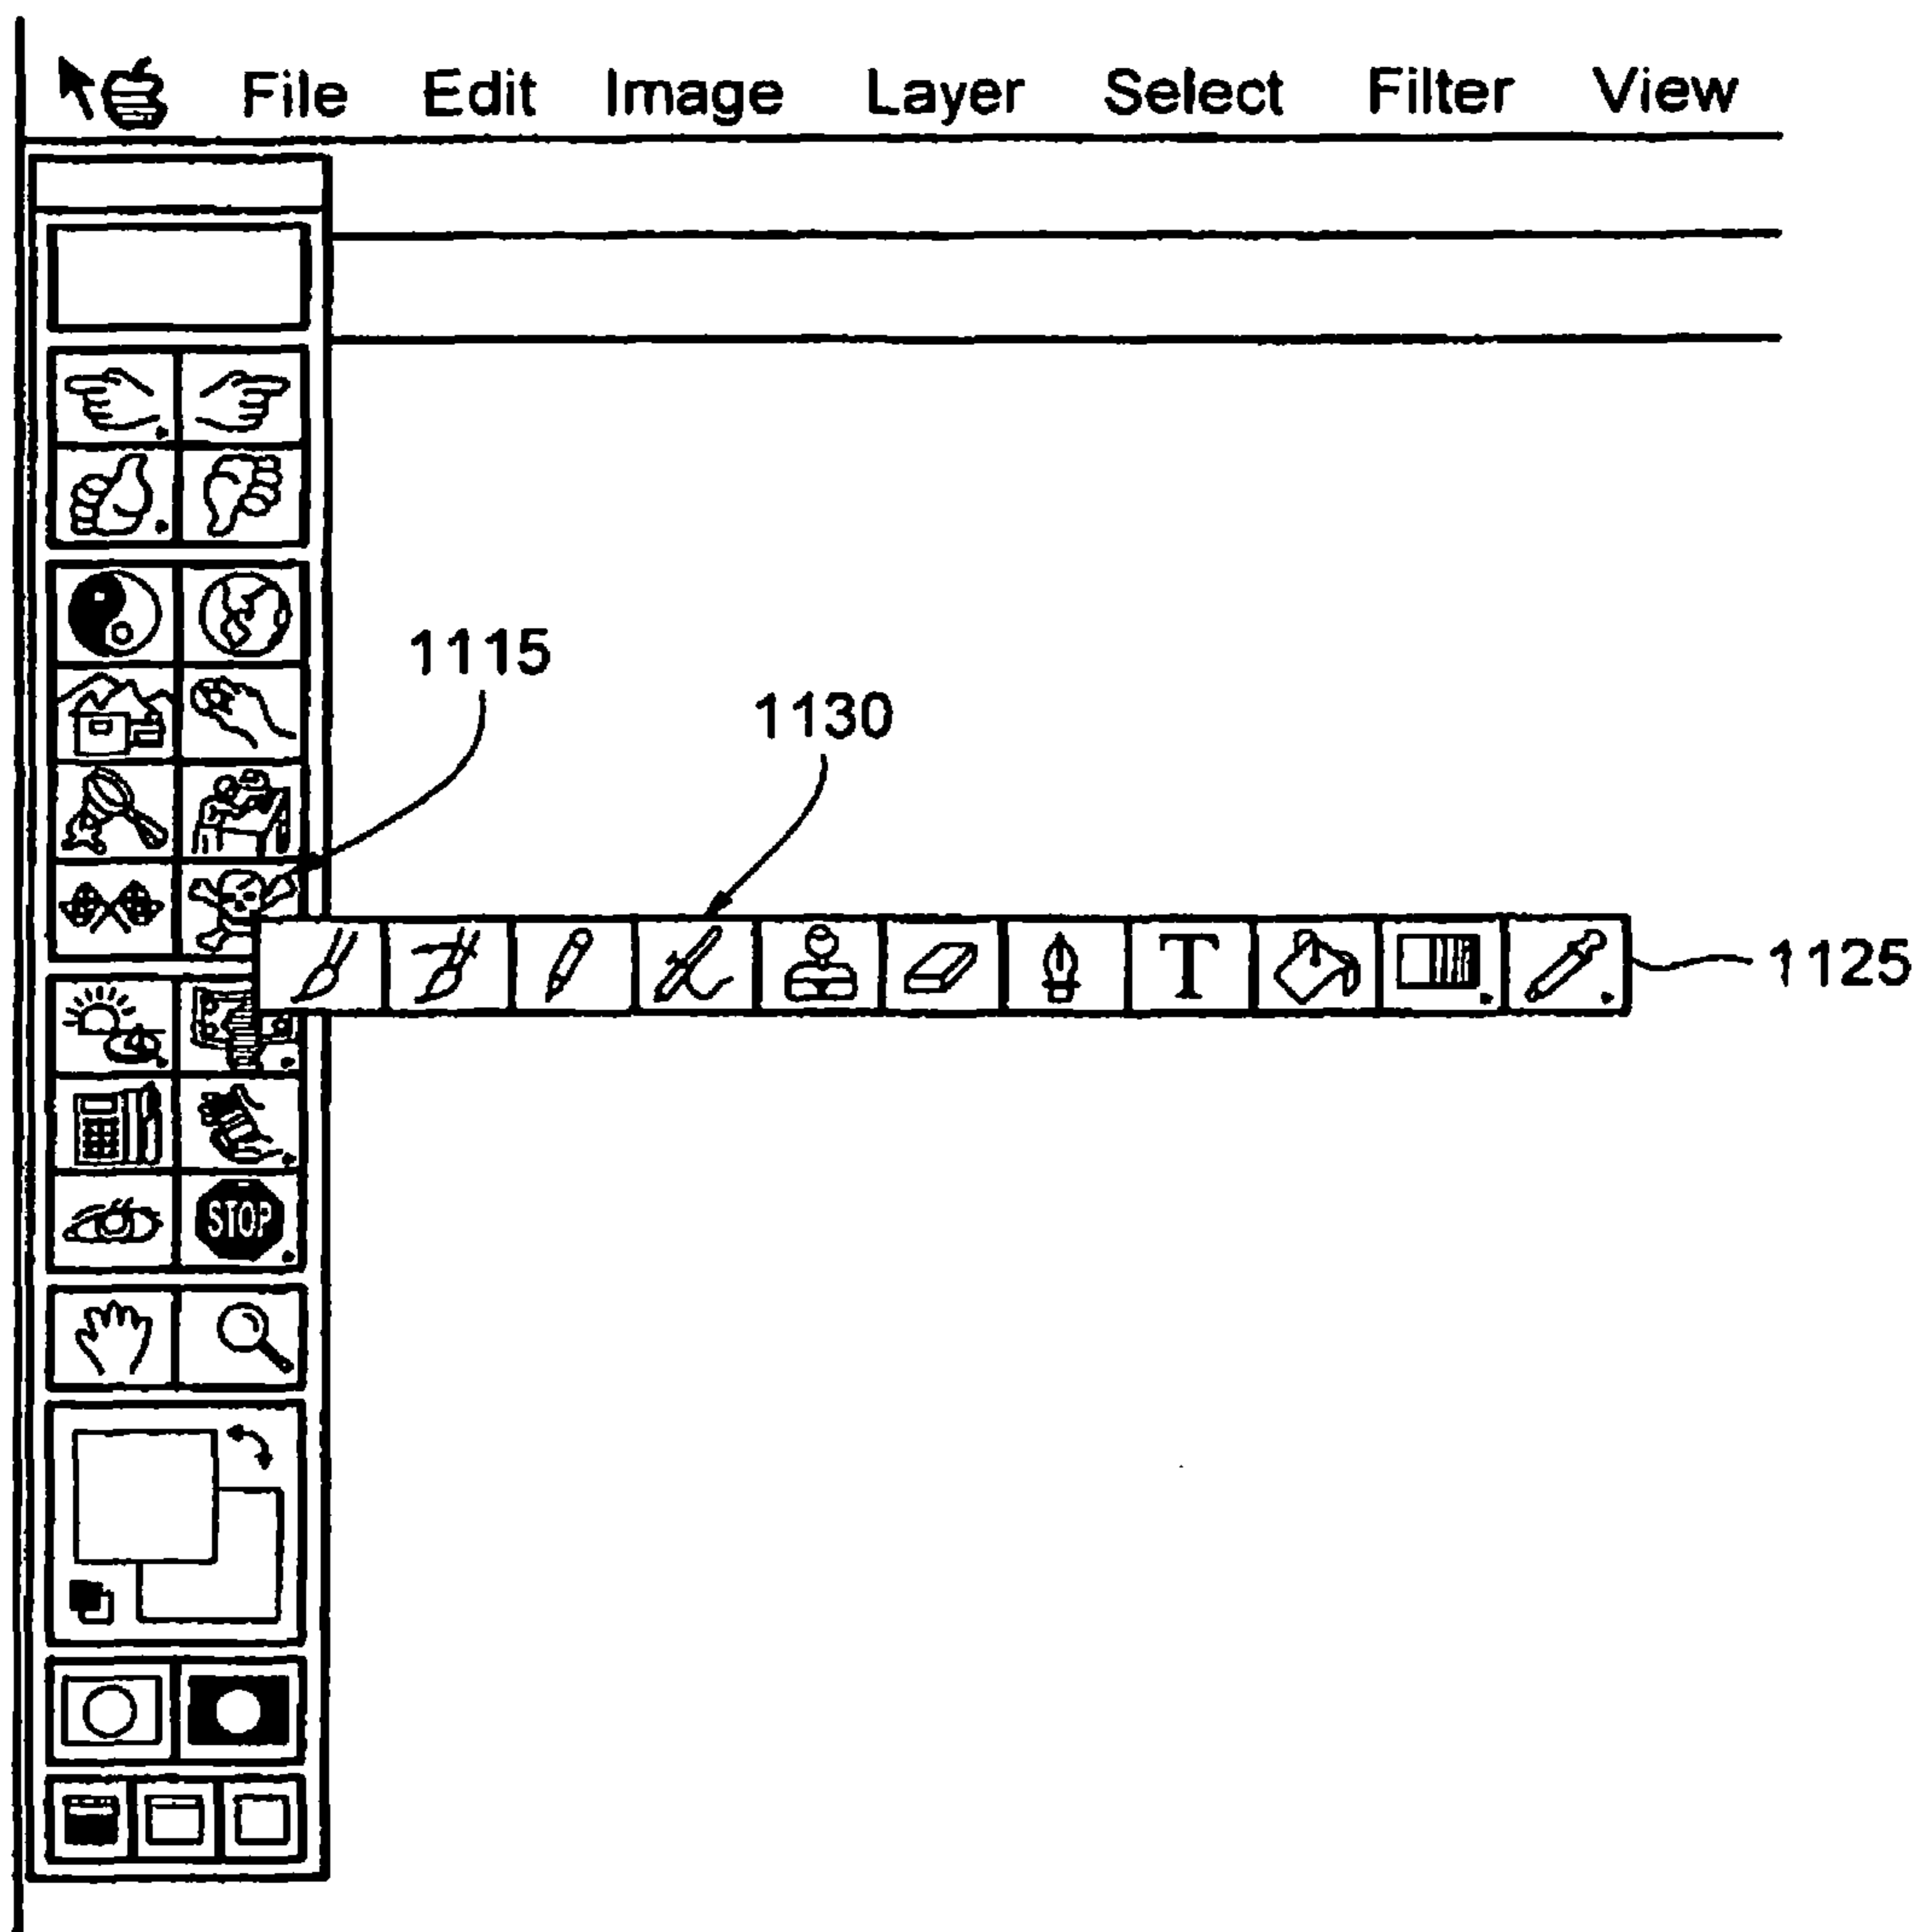 File Edit Image Layer Select Filter View
1115
1130
T
1125
STOP